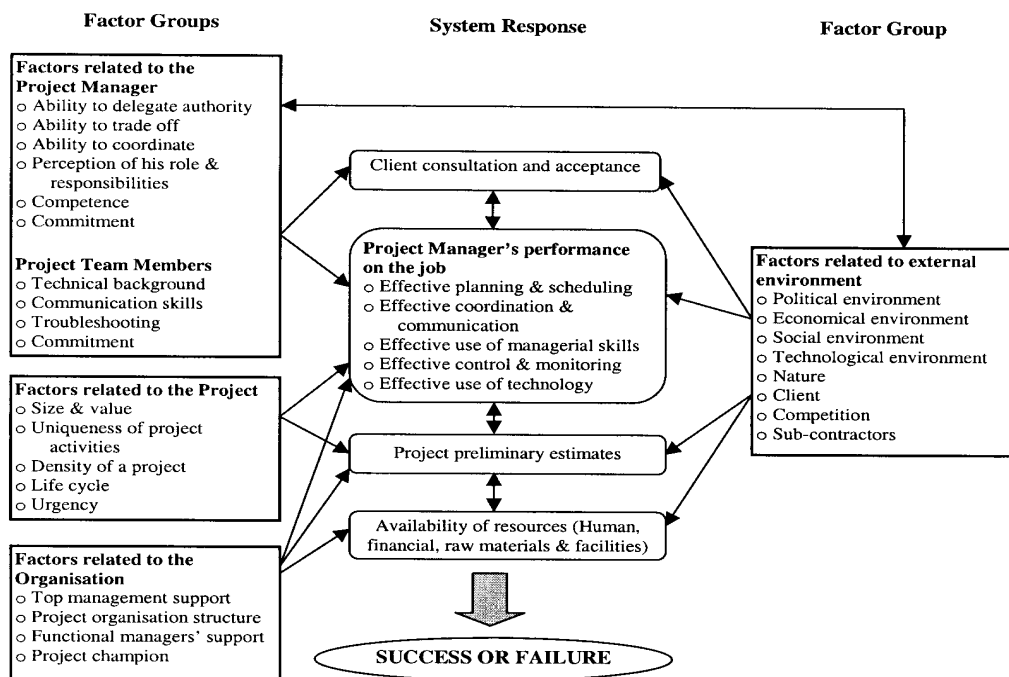 Factor Groups
System Response
Factor Group
Factors related to the
Project Manager
○ Ability to delegate authority
○ Ability to trade off
○ Ability to coordinate
○ Perception of his role &
responsibilities
○ Competence
○ Commitment
Project Team Members
○ Technical background
○ Communication skills
○ Troubleshooting
○ Commitment
Factors related to the Project
○ Size & value
○ Uniqueness of project
activities
○ Density of a project
○ Life cycle
○ Urgency
Factors related to the
Organisation
○ Top management support
○ Project organisation structure
○ Functional managers' support
○ Project champion
Client consultation and acceptance
Project Manager's performance
on the job
○ Effective planning & scheduling
○ Effective coordination &
communication
○ Effective use of managerial skills
○ Effective control & monitoring
○ Effective use of technology
Project preliminary estimates
Availability of resources (Human,
financial, raw materials & facilities)
SUCCESS OR FAILURE
Factors related to external
environment
○ Political environment
○ Economical environment
○ Social environment
○ Technological environment
○ Nature
○ Client
○ Competition
○ Sub-contractors